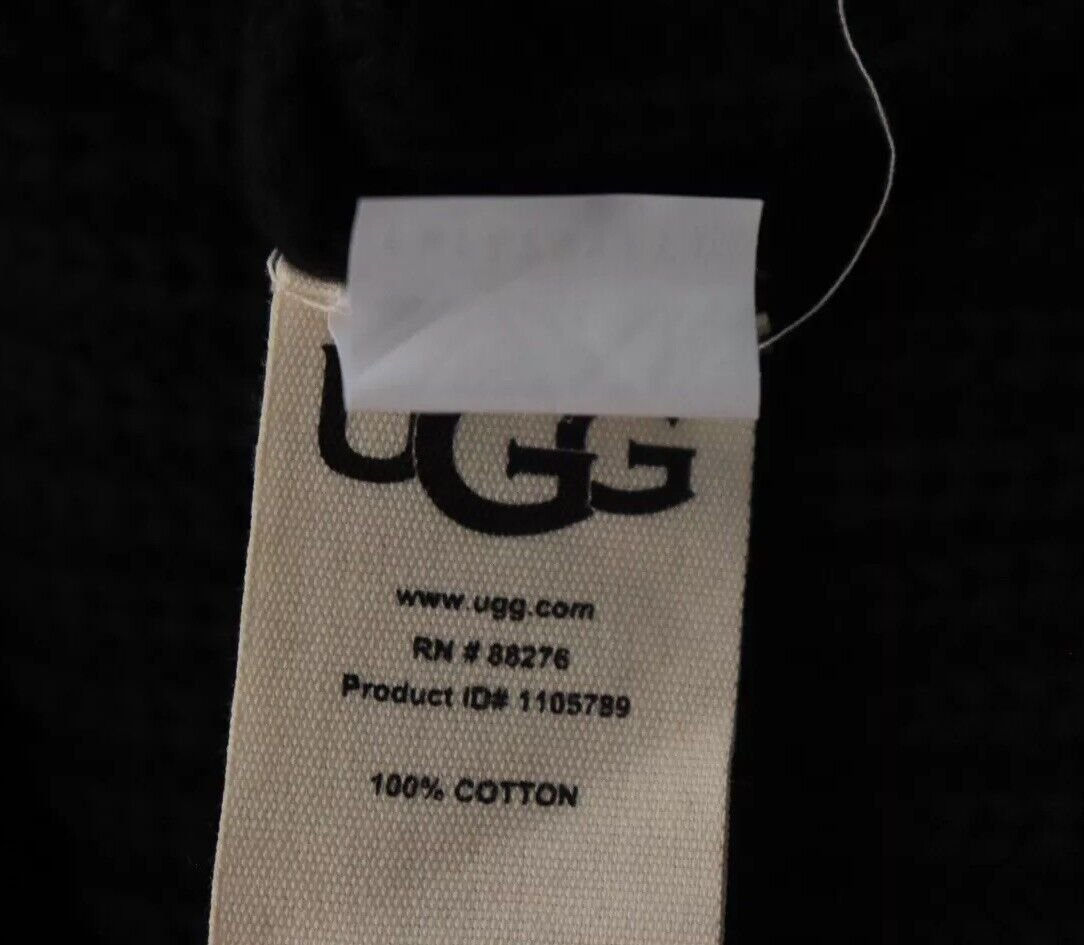 UGG
www.ugg.com
RN # 88276
Product ID# 1105789
100% COTTON